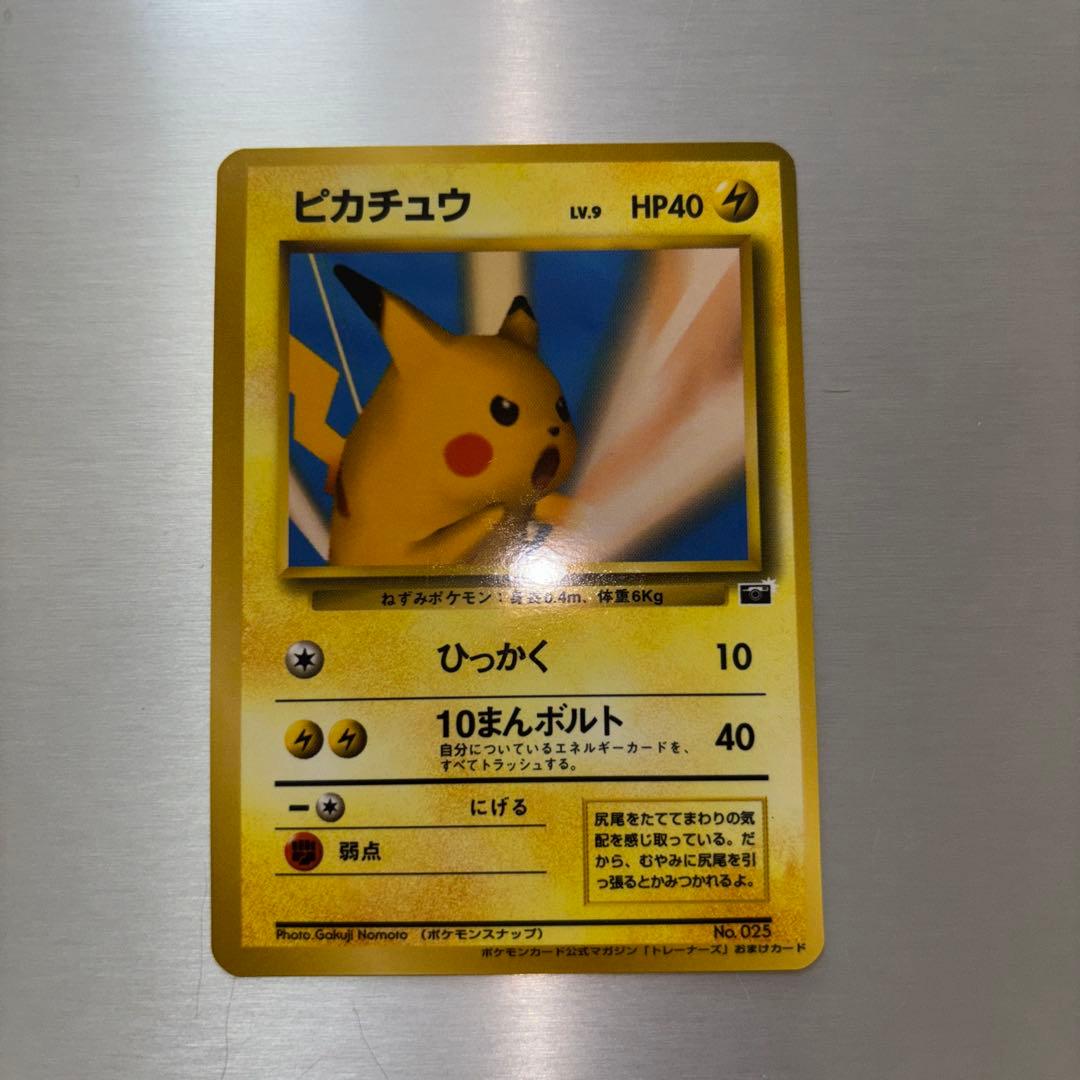 ピカチュウ LV.9 HP40
ねずみポケモン：身長0.4m、体重6Kg
ひっかく 10
10まんボルト 40
自分についているエネルギーカードを、
すべてトラッシュする。
にげる
弱点
尻尾をたててまわりの気
配を感じ取っている。だ
から、むやみに尻尾を引
っ張るとかみつかれるよ。
Photo.Gakuji Nomoto （ポケモンスナップ） No. 025
ポケモンカード公式マガジン「トレーナーズ」おまけカード